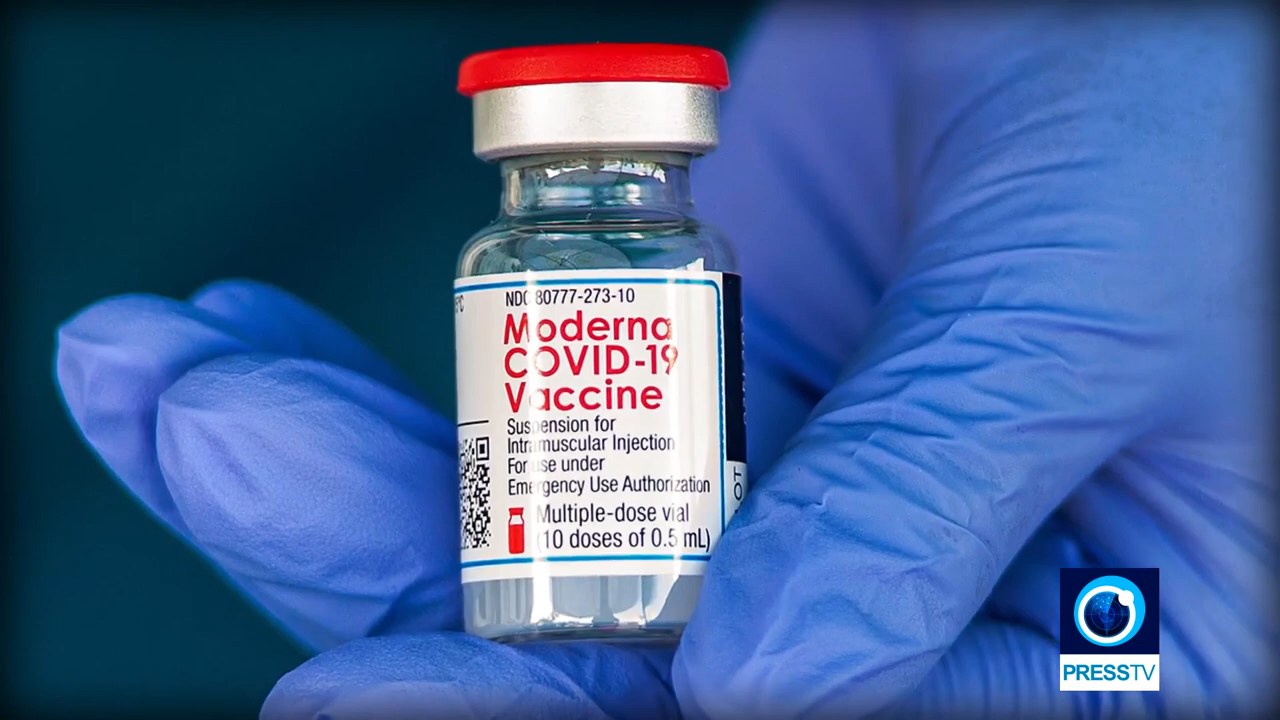 NDC 80777-273-10
Moderna
COVID-19
Vaccine
Suspension for
Intramuscular Injection
For use under
Emergency Use Authorization
Multiple-dose vial
(10 doses of 0.5 mL)
PRESSTV